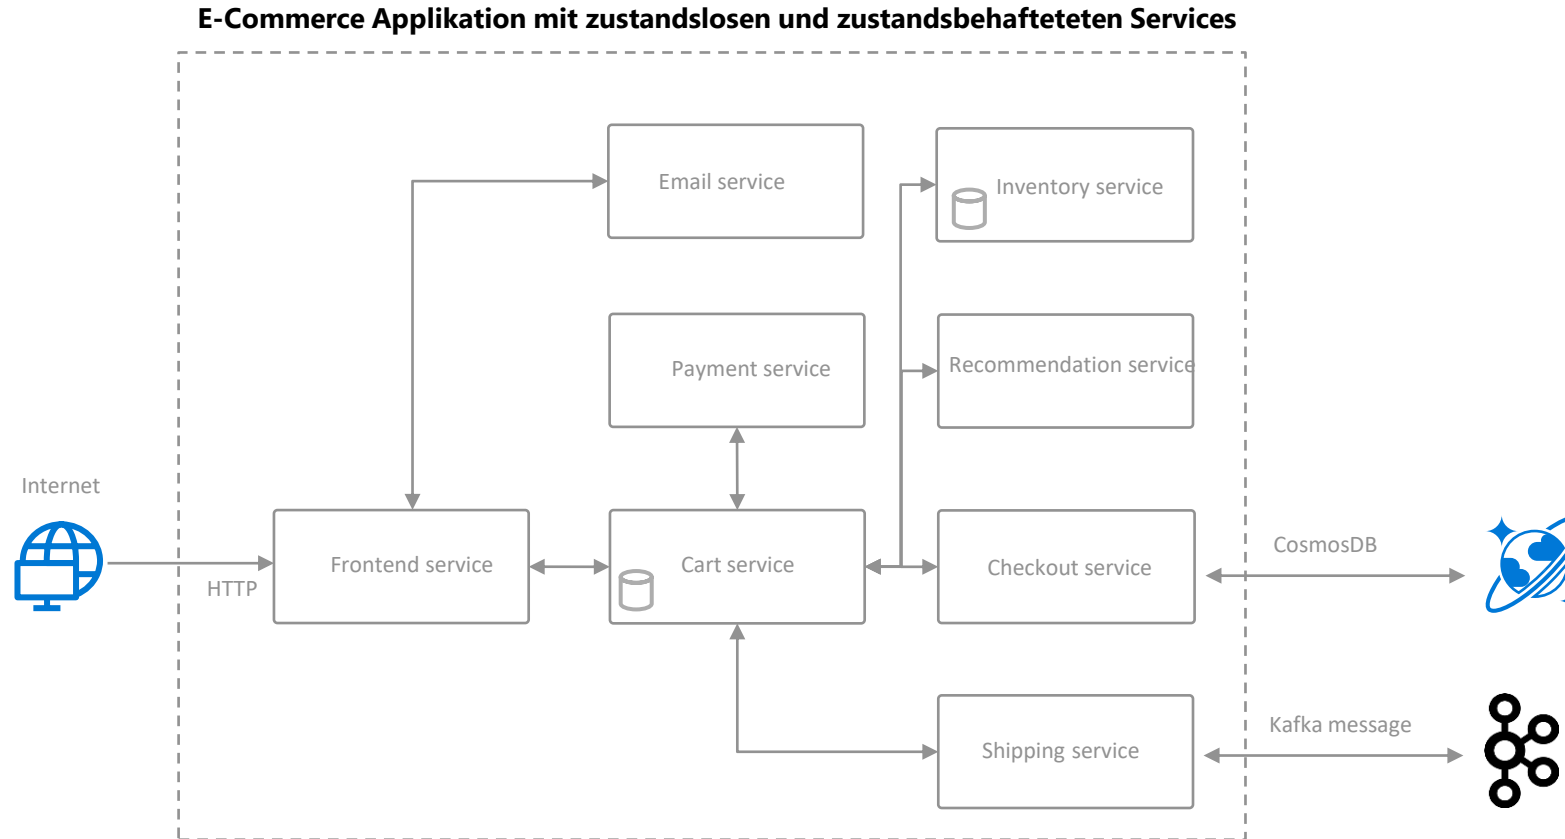 E-Commerce Applikation mit zustandslosen und zustandsbehafteteten Services
Email service
Inventory service
Payment service
Recommendation service
Internet
HTTP
Frontend service
Cart service
Checkout service
CosmosDB
Shipping service
Kafka message